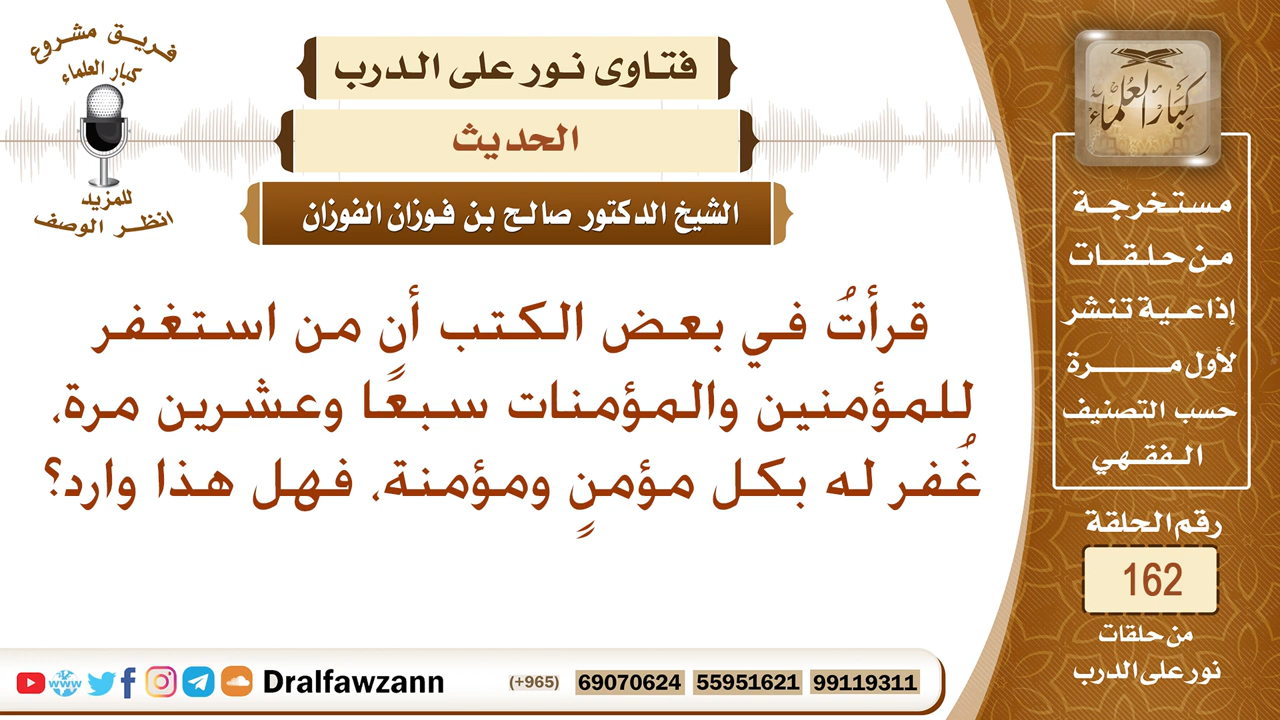 فريق مشروع
كبار العلماء
للمزيد
انظر الوصف
فتاوى نور على الدرب
الحديث
الشيخ الدكتور صالح بن فوزان الفوزان
قرأتُ في بعض الكتب أن من استغفر
للمؤمنين والمؤمنات سبعًا وعشرين مرة،
غُفر له بكل مؤمنٍ ومؤمنة، فهل هذا وارد؟
كبار العلماء
مستخرجة
من حلقات
إذاعية تنشر
لأول مرة
حسب التصنيف
الفقهي
رقم الحلقة
162
من حلقات
نور على الدرب
www Dralfawzann (+965) 69070624 55951621 99119311